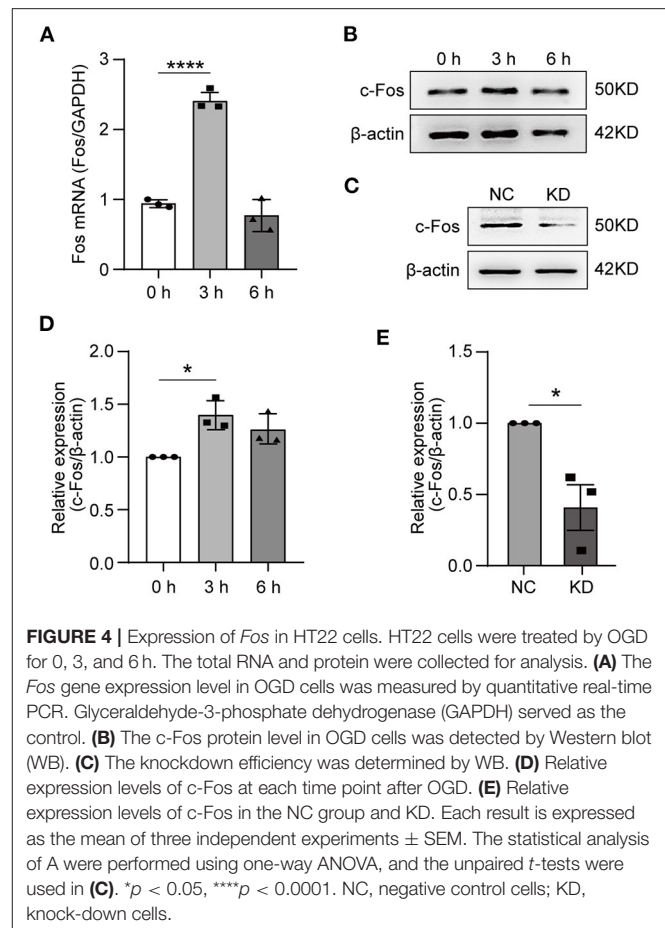 A
Fos mRNA (Fos/GAPDH)
3
2
1
0
****
0 h 3 h 6 h
B
0 h 3 h 6 h
c-Fos 50KD
β-actin 42KD
C
NC KD
c-Fos 50KD
β-actin 42KD
D
Relative expression
(c-Fos/β-actin)
2.0
1.5
1.0
0.5
0.0
*
0 h 3 h 6 h
E
Relative expression
(c-Fos/β-actin)
1.5
1.0
0.5
0.0
*
NC KD
FIGURE 4 | Expression of Fos in HT22 cells. HT22 cells were treated by OGD
for 0, 3, and 6 h. The total RNA and protein were collected for analysis. (A) The
Fos gene expression level in OGD cells was measured by quantitative real-time
PCR. Glyceraldehyde-3-phosphate dehydrogenase (GAPDH) served as the
control. (B) The c-Fos protein level in OGD cells was detected by Western blot
(WB). (C) The knockdown efficiency was determined by WB. (D) Relative
expression levels of c-Fos at each time point after OGD. (E) Relative
expression levels of c-Fos in the NC group and KD. Each result is expressed
as the mean of three independent experiments ± SEM. The statistical analysis
of A were performed using one-way ANOVA, and the unpaired t-tests were
used in (C). *p < 0.05, ****p < 0.0001. NC, negative control cells; KD,
knock-down cells.